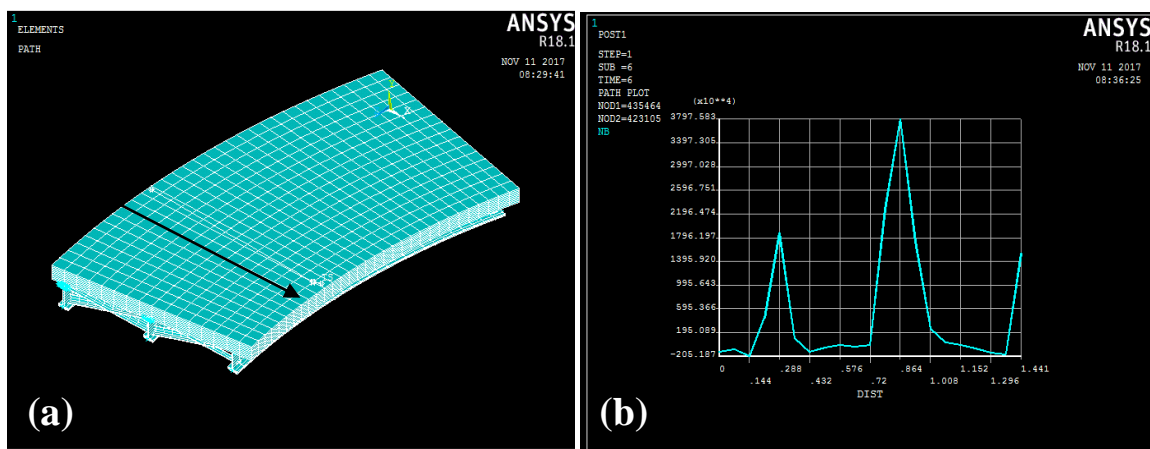 1
ELEMENTS
PATH
ANSYS
R18.1
NOV 11 2017
08:29:41
(a)
1
POST1
STEP=1
SUB =6
TIME=6
PATH PLOT
NOD1=435464
NOD2=423105
NB
ANSYS
R18.1
NOV 11 2017
08:36:25
(x10**4)
3797.583
3397.305
2997.028
2596.751
2196.474
1796.197
1395.920
995.643
595.366
195.089
-205.187
0
.144
.288
.432
.576
.72
.864
1.008
1.152
1.296
1.441
DIST
(b)